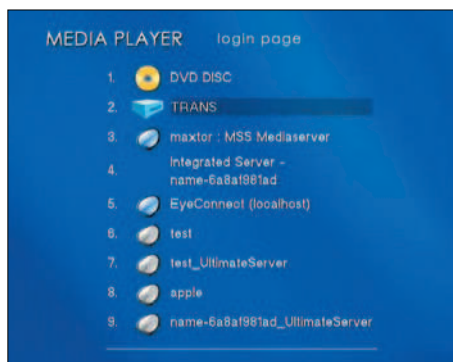 MEDIA PLAYER login page
1. DVD DISC
2. TRANS
3. maxtor : MSS Mediaserver
4. Integrated Server -
name-6a8af981ad
5. EyeConnect (localhost)
6. test
7. test_UltimateServer
8. apple
9. name-6a8af981ad_UltimateServer